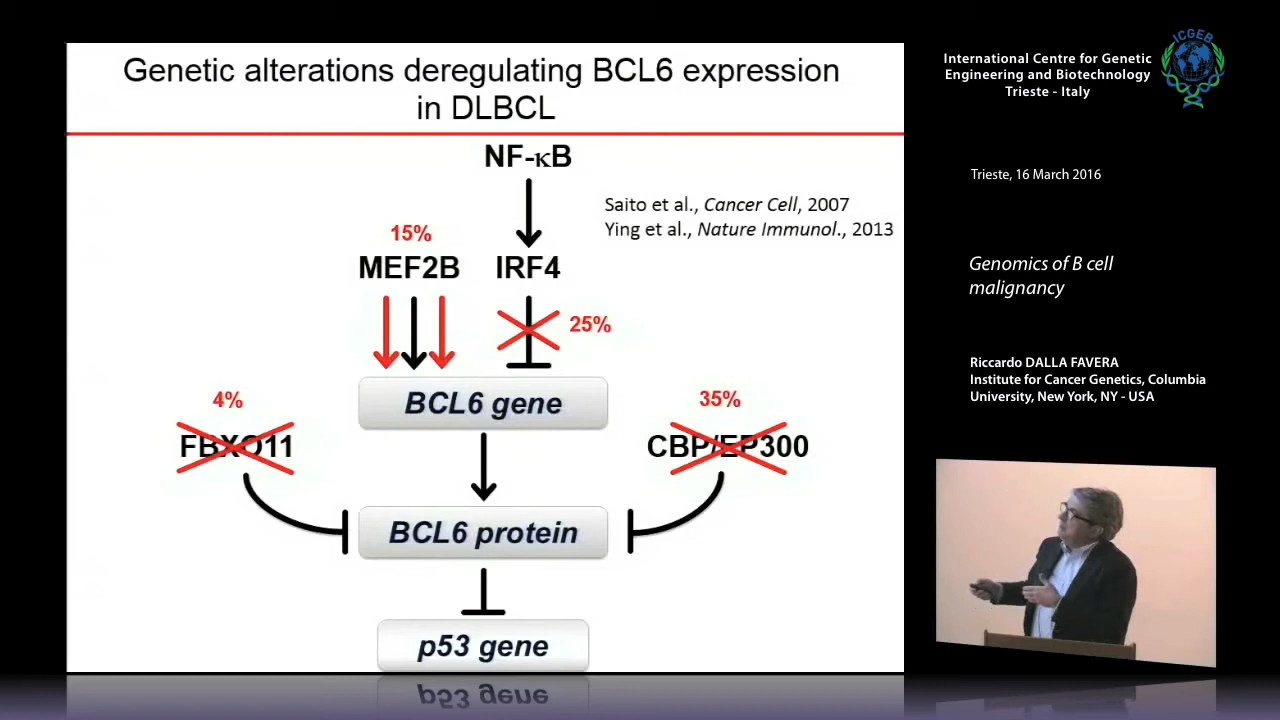 Genetic alterations deregulating BCL6 expression
in DLBCL
NF-κB
Saito et al., Cancer Cell, 2007
Ying et al., Nature Immunol., 2013
15%
MEF2B
IRF4
25%
BCL6 gene
4%
FBXO11
35%
CBP/EP300
BCL6 protein
p53 gene
International Centre for Genetic
Engineering and Biotechnology
Trieste - Italy
ICGEB
Trieste, 16 March 2016
Genomics of B cell
malignancy
Riccardo DALLA FAVERA
Institute for Cancer Genetics, Columbia
University, New York, NY - USA